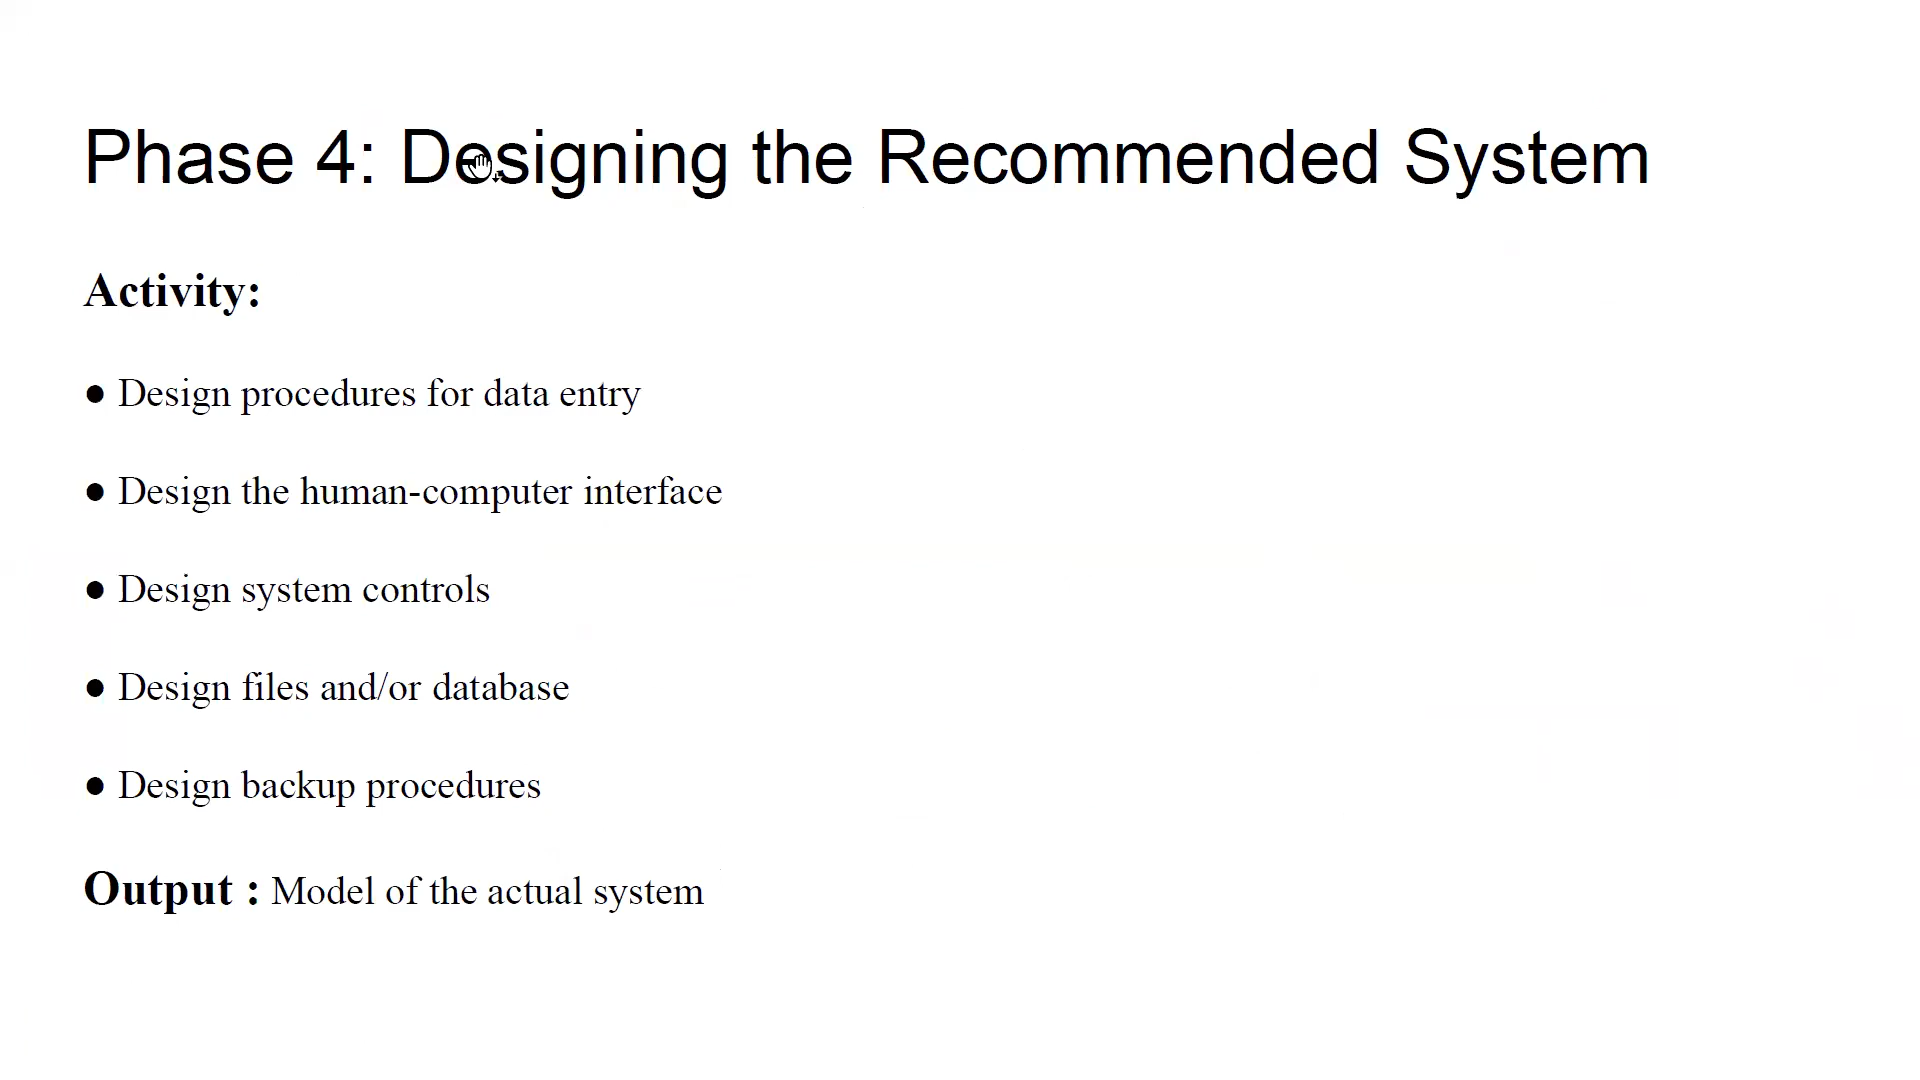 Phase 4: Designing the Recommended System
Activity:
● Design procedures for data entry
● Design the human-computer interface
● Design system controls
● Design files and/or database
● Design backup procedures
Output : Model of the actual system